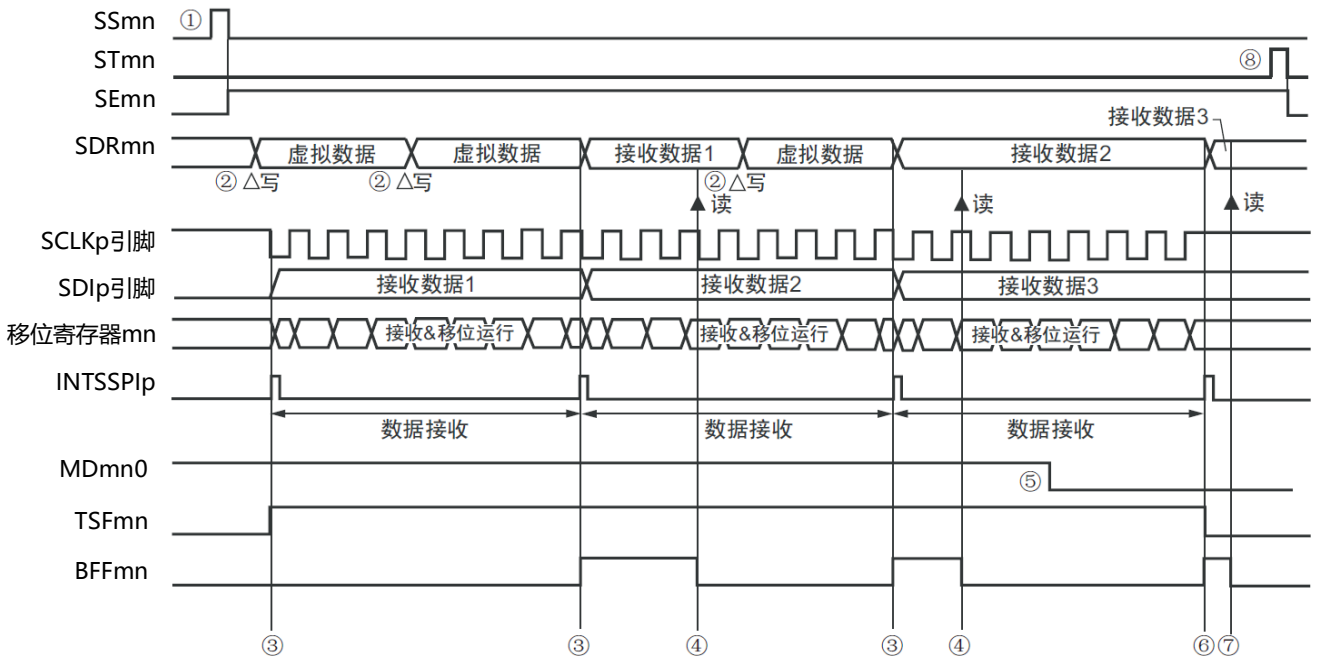 SSmn ①
STmn ⑧
SEmn
接收数据3
SDRmn 虚拟数据 虚拟数据 接收数据1 虚拟数据 接收数据2
②△写 ②△写 ②△写
读 读 读
SCLKp引脚
SDIp引脚 接收数据1 接收数据2 接收数据3
移位寄存器mn 接收&移位运行 接收&移位运行 接收&移位运行
INTSSPIp
数据接收 数据接收 数据接收
MDmn0 ⑤
TSFmn
BFFmn
③ ③ ④ ③ ④ ⑥⑦